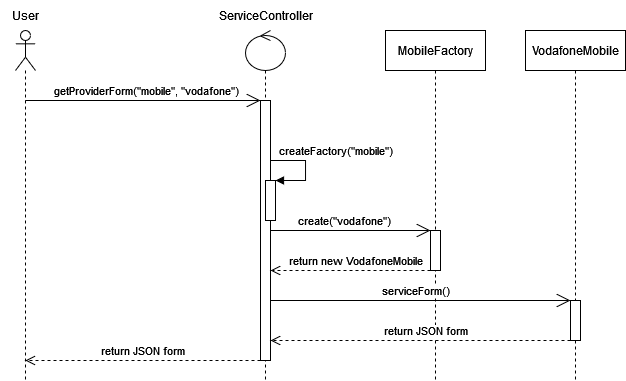 User
ServiceController
MobileFactory
VodafoneMobile
getProviderForm("mobile", "vodafone")
createFactory("mobile")
create("vodafone")
return new VodafoneMobile
serviceForm()
return JSON form
return JSON form